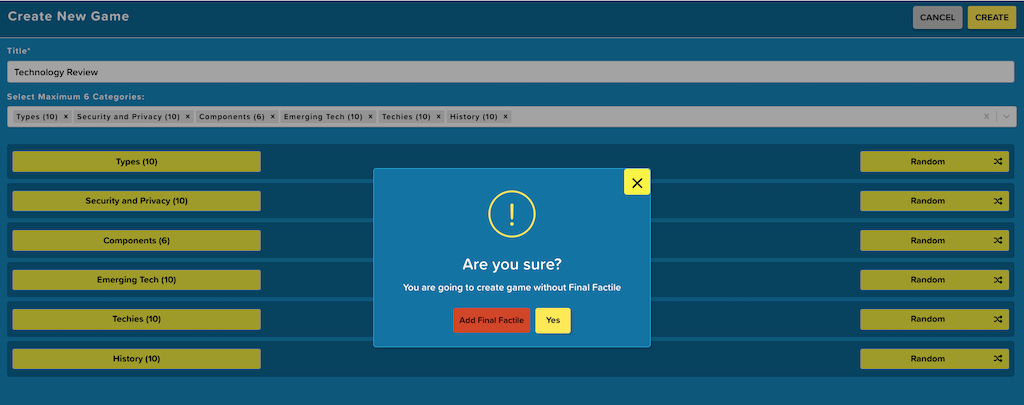 Create New Game
CANCEL
CREATE
Title*
Technology Review
Select Maximum 6 Categories:
Types (10) × Security and Privacy (10) × Components (6) × Emerging Tech (10) × Techies (10) × History (10) × X
Types (10) Random
Security and Privacy (10) Random
Components (6) Random
Emerging Tech (10) Random
Techies (10) Random
History (10) Random
!
Are you sure?
You are going to create game without Final Factile
Add Final Factile
Yes